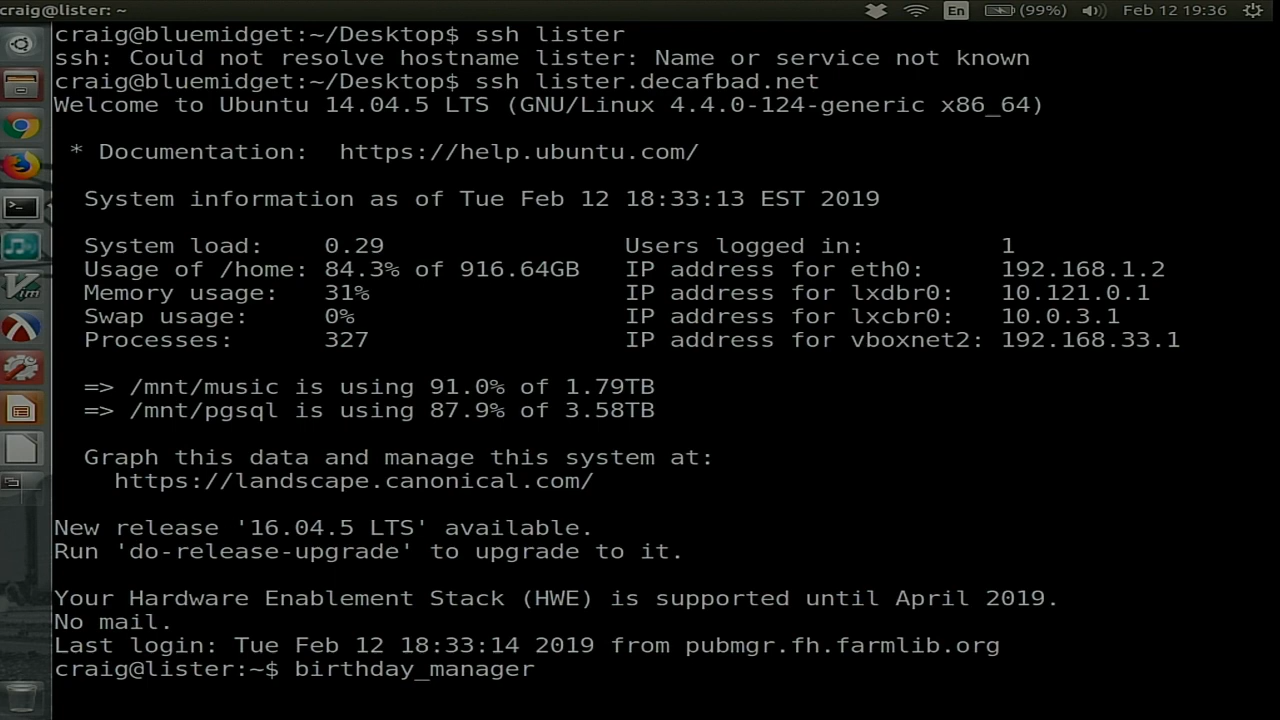 craig@lister: ~
En
(99%)
Feb 12 19:36
craig@bluemidget:~/Desktop$ ssh lister
ssh: Could not resolve hostname lister: Name or service not known
craig@bluemidget:~/Desktop$ ssh lister.decafbad.net
Welcome to Ubuntu 14.04.5 LTS (GNU/Linux 4.4.0-124-generic x86_64)
* Documentation:  https://help.ubuntu.com/
System information as of Tue Feb 12 18:33:13 EST 2019
System load: 0.29 Users logged in: 1
Usage of /home: 84.3% of 916.64GB IP address for eth0: 192.168.1.2
Memory usage: 31% IP address for lxdbr0: 10.121.0.1
Swap usage: 0% IP address for lxcbr0: 10.0.3.1
Processes: 327 IP address for vboxnet2: 192.168.33.1
=> /mnt/music is using 91.0% of 1.79TB
=> /mnt/pgsql is using 87.9% of 3.58TB
Graph this data and manage this system at:
https://landscape.canonical.com/
New release '16.04.5 LTS' available.
Run 'do-release-upgrade' to upgrade to it.
Your Hardware Enablement Stack (HWE) is supported until April 2019.
No mail.
Last login: Tue Feb 12 18:33:14 2019 from pubmgr.fh.farmlib.org
craig@lister:~$ birthday_manager